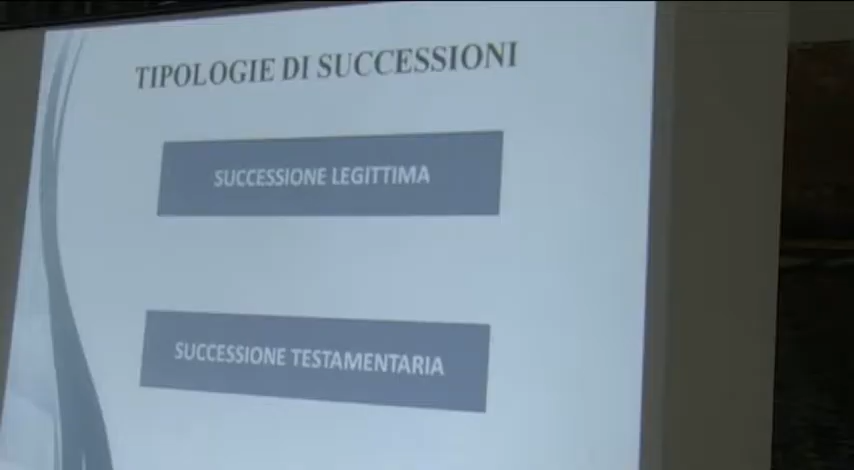 TIPOLOGIE DI SUCCESSIONI
SUCCESSIONE LEGITTIMA
SUCCESSIONE TESTAMENTARIA